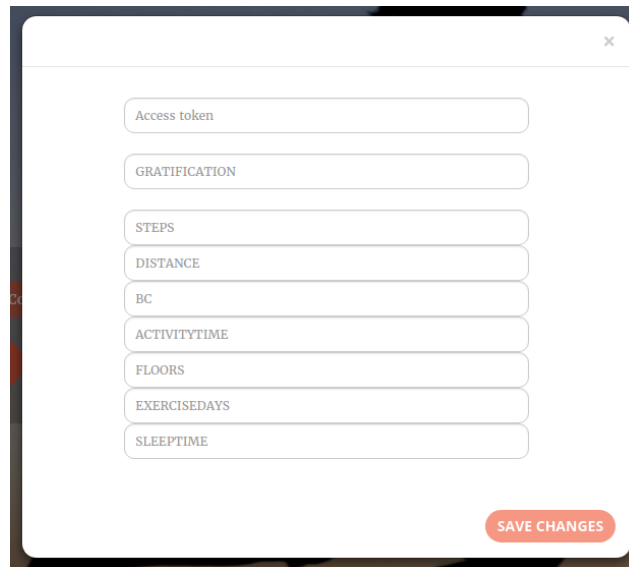 ×
Access token
GRATIFICATION
STEPS
DISTANCE
BC
ACTIVITYTIME
FLOORS
EXERCISEDAYS
SLEEPTIME
SAVE CHANGES